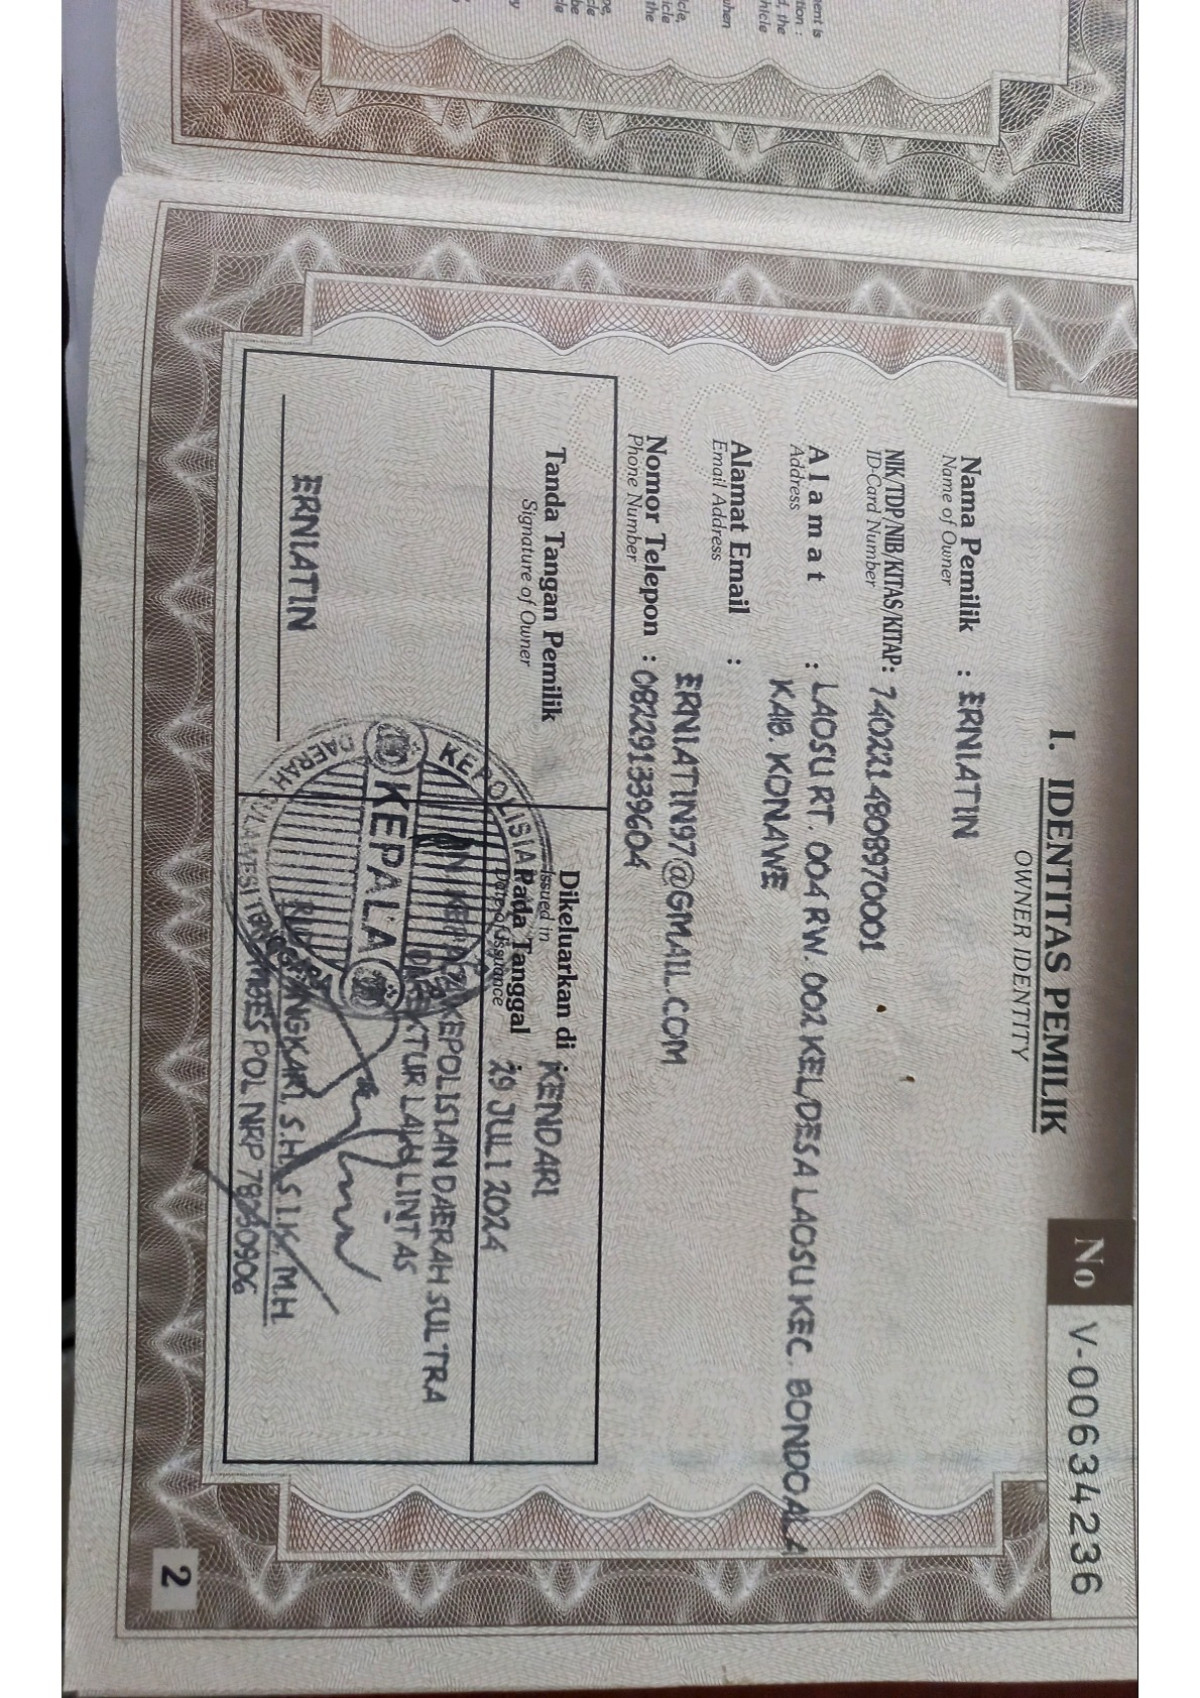 No V-00634236
I. IDENTITAS PEMILIK
OWNER IDENTITY
Nama Pemilik : ERNIATIN
Name of Owner
NIK/TDP/NIB/KITAS/KITAP : 7402214808970001
ID-Card Number
Alamat : LAOSU RT. 004 RW. 002 KEL/DESA LAOSU KEC. BONDOALA
Address
KAB. KONAWE
Alamat Email :
Email Address
ERNIATIN97@GMAIL.COM
Nomor Telepon : 082291339604
Phone Number
Tanda Tangan Pemilik
Signature of Owner
ERNIATIN
Dikeluarkan di : KENDARI
Issued in
Pada Tanggal : 29 JULI 2024
Date of Issuance
KEPOLISIAN DAERAH SULTRA
LALU LINTAS
S.H., S.I.K., M.H
POL NRP
KEPOLISIAN
DAERAH
KEPALA
2